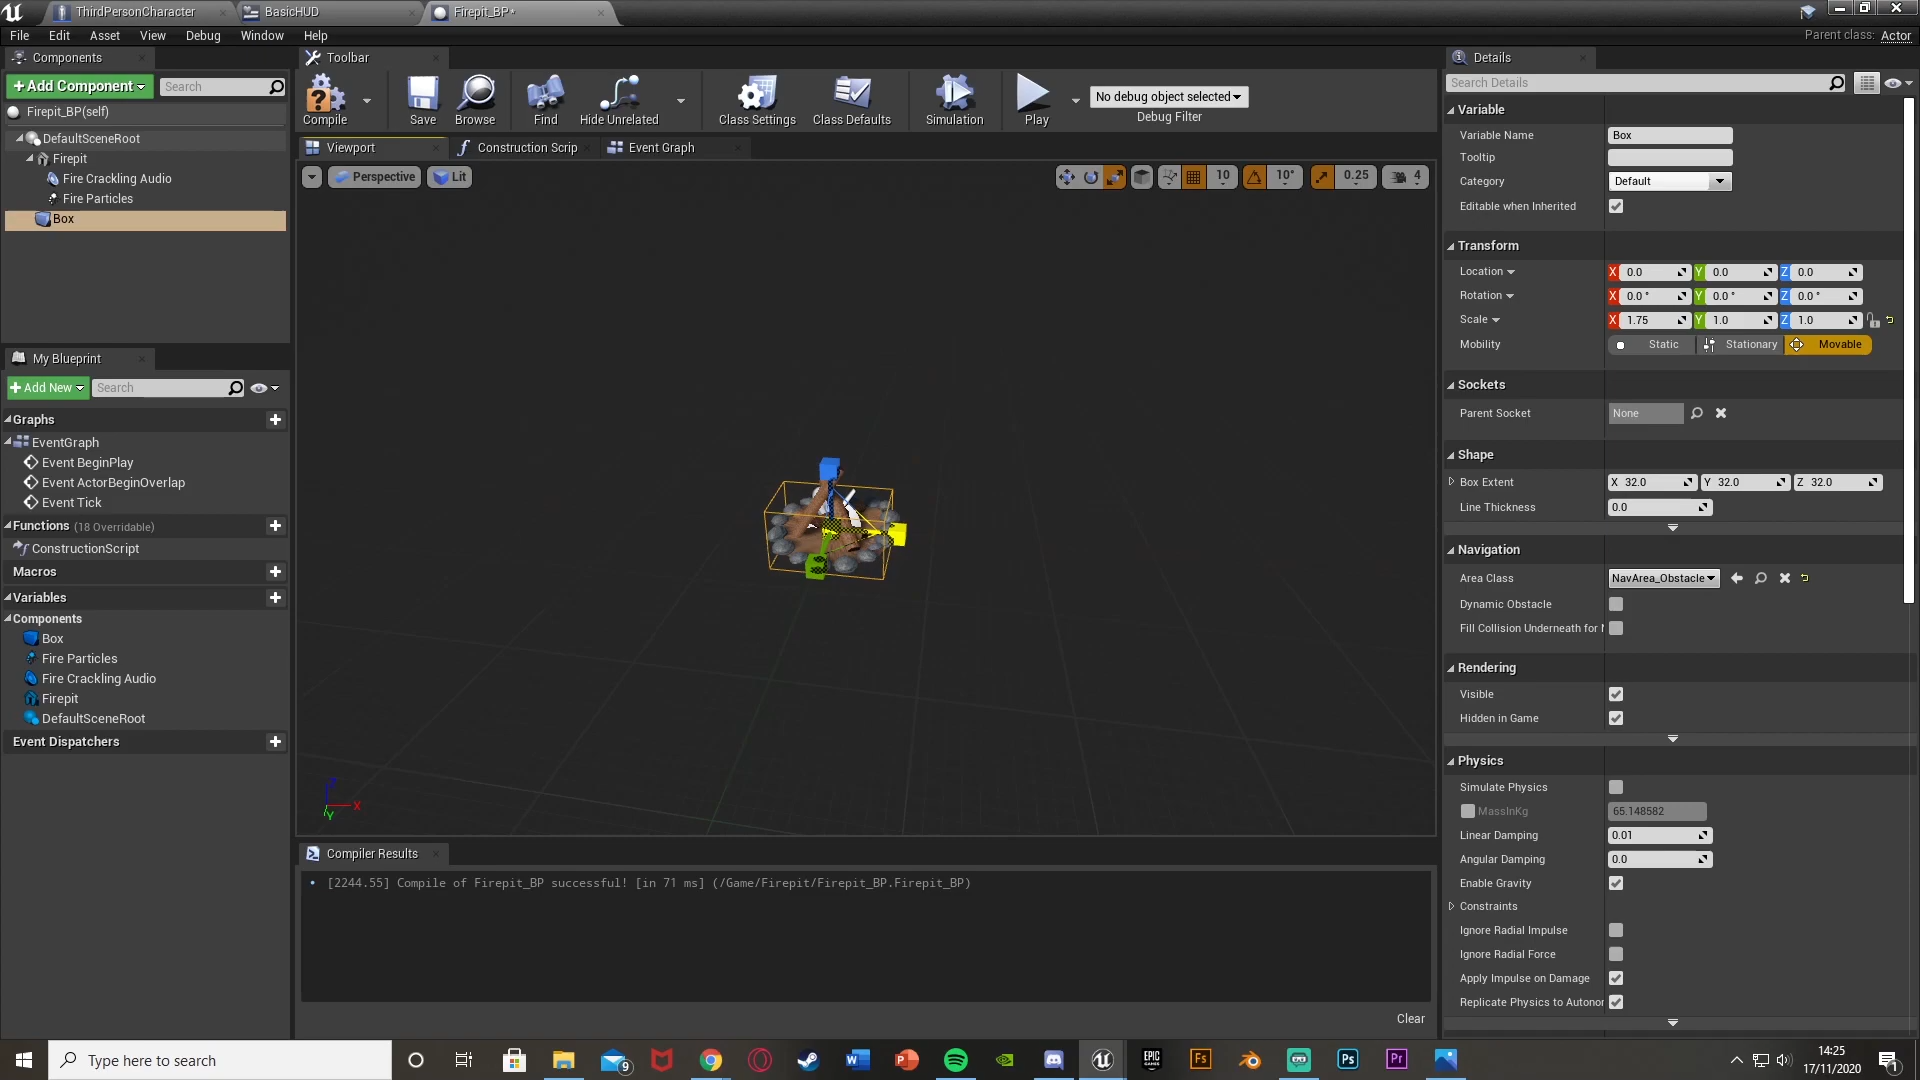 ThirdPersonCharacter
BasicHUD
Firepit_BP*
File Edit Asset View Debug Window Help
Parent class: Actor
Components
+Add Component
Search
Firepit_BP(self)
DefaultSceneRoot
Firepit
Fire Crackling Audio
Fire Particles
Box
My Blueprint
+Add New
Search
Graphs
EventGraph
Event BeginPlay
Event ActorBeginOverlap
Event Tick
Functions (18 Overridable)
ConstructionScript
Macros
Variables
Components
Box
Fire Particles
Fire Crackling Audio
Firepit
DefaultSceneRoot
Event Dispatchers
Toolbar
Compile
Save
Browse
Find
Hide Unrelated
Class Settings
Class Defaults
Simulation
Play
No debug object selected
Debug Filter
Viewport
Construction Scrip
Event Graph
Perspective
Lit
10
10°
0.25
4
Z
X
Y
Compiler Results
[2244.55] Compile of Firepit_BP successful! [in 71 ms] (/Game/Firepit/Firepit_BP.Firepit_BP)
Clear
Details
Search Details
Variable
Variable Name Box
Tooltip
Category Default
Editable when Inherited
Transform
Location X 0.0 Y 0.0 Z 0.0
Rotation X 0.0 ° Y 0.0 ° Z 0.0 °
Scale X 1.75 Y 1.0 Z 1.0
Mobility Static Stationary Movable
Sockets
Parent Socket None
Shape
Box Extent X 32.0 Y 32.0 Z 32.0
Line Thickness 0.0
Navigation
Area Class NavArea_Obstacle
Dynamic Obstacle
Fill Collision Underneath for
Rendering
Visible
Hidden in Game
Physics
Simulate Physics
MassInKg 65.148582
Linear Damping 0.01
Angular Damping 0.0
Enable Gravity
Constraints
Ignore Radial Impulse
Ignore Radial Force
Apply Impulse on Damage
Replicate Physics to Autonor
Type here to search
9
W
P
EPIC GAMES
Fs
Ps
Pr
14:25
17/11/2020
1